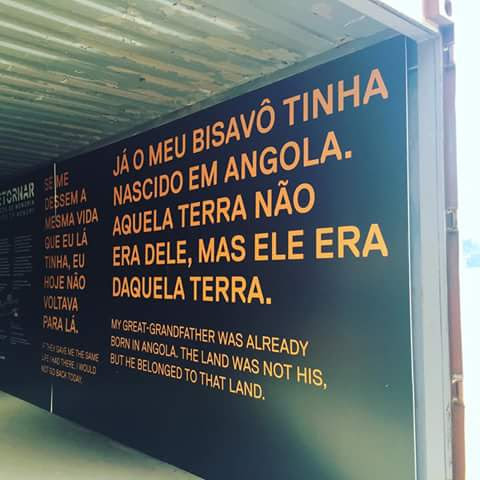 ETORNAR
SE ME
DESSEM A
MESMA VIDA
QUE EU LÁ
TINHA, EU
HOJE NÃO
VOLTAVA
PARA LÁ.
IF THEY GAVE ME THE SAME
LIFE I HAD THERE, I WOULD
NOT GO BACK TODAY.
JÁ O MEU BISAVÔ TINHA
NASCIDO EM ANGOLA.
AQUELA TERRA NÃO
ERA DELE, MAS ELE ERA
DAQUELA TERRA.
MY GREAT-GRANDFATHER WAS ALREADY
BORN IN ANGOLA. THE LAND WAS NOT HIS,
BUT HE BELONGED TO THAT LAND.